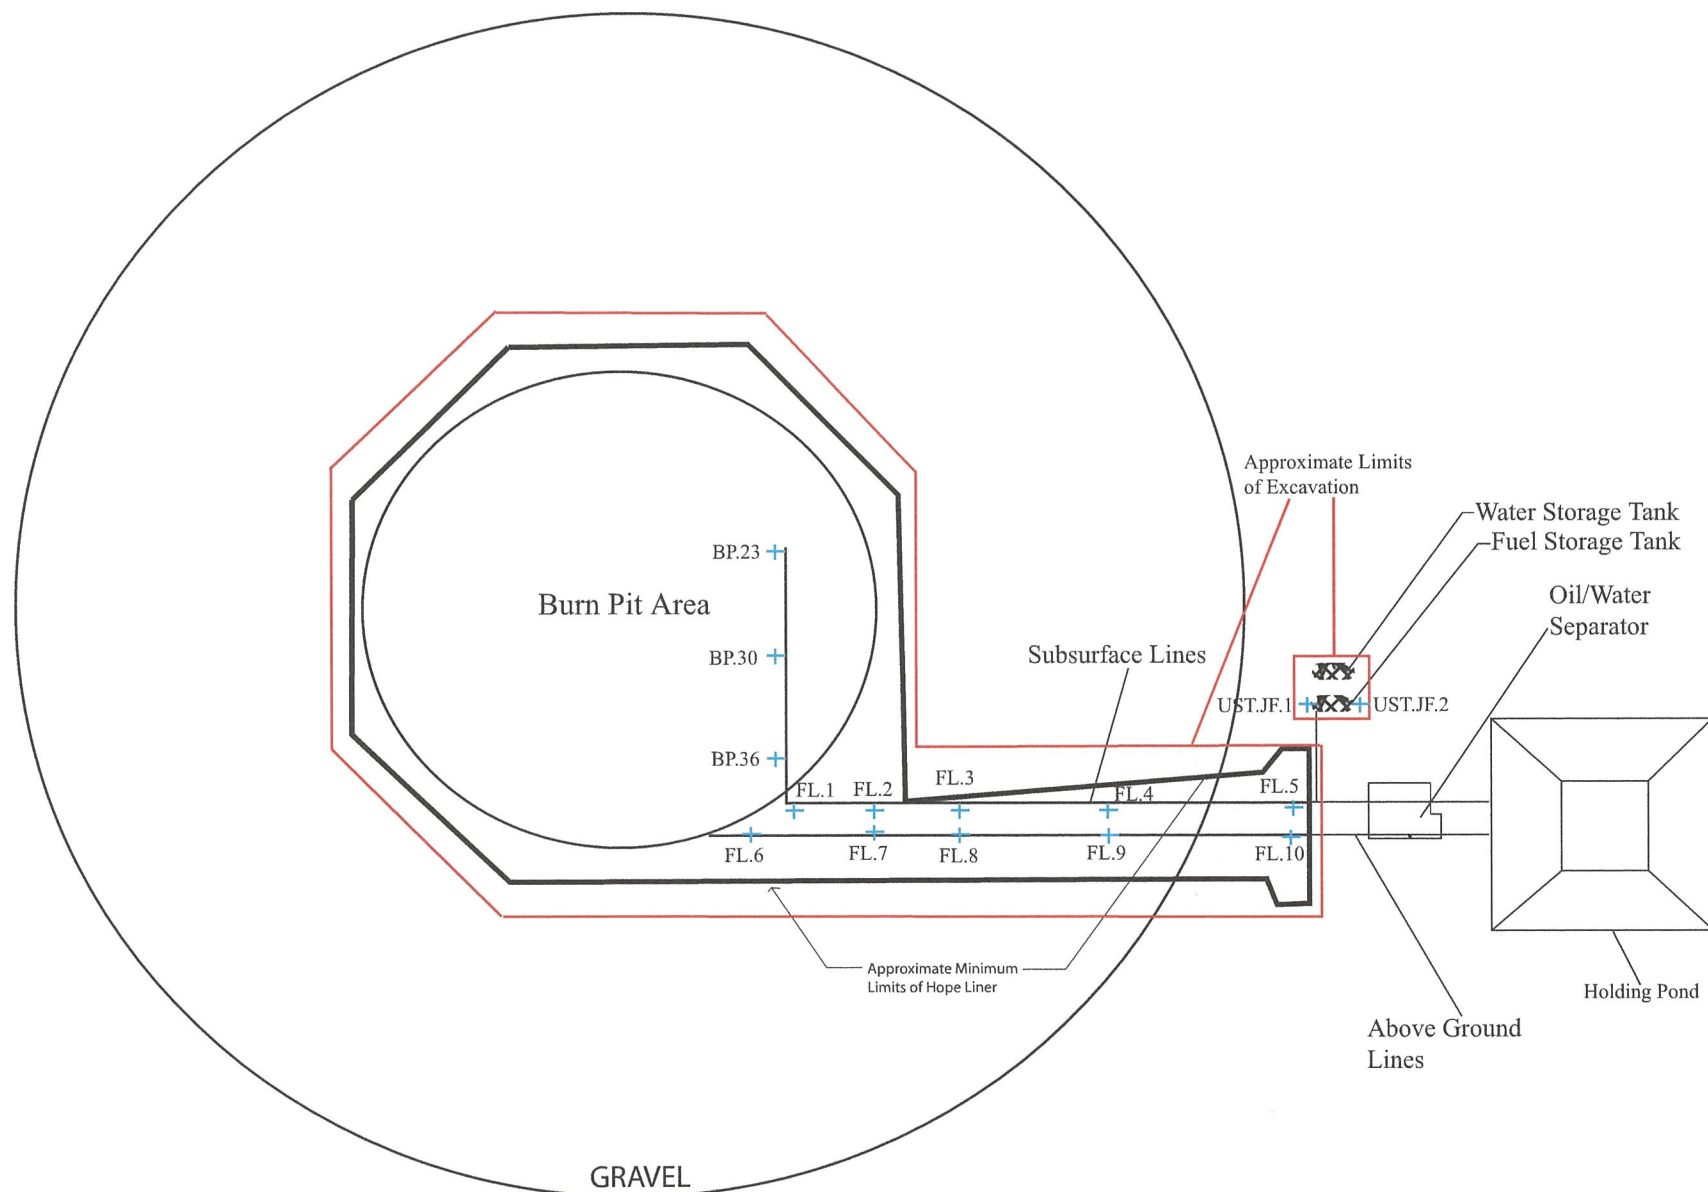 Approximate Limits
of Excavation
Water Storage Tank
Fuel Storage Tank
BP.23
Burn Pit Area
Oil/Water
Separator
BP.30
Subsurface Lines
UST.JF.1
UST.JF.2
BP.36
FL.1
FL.2
FL.3
FL.4
FL.5
FL.6
FL.7
FL.8
FL.9
FL.10
Approximate Minimum
Limits of Hope Liner
Holding Pond
Above Ground
Lines
GRAVEL